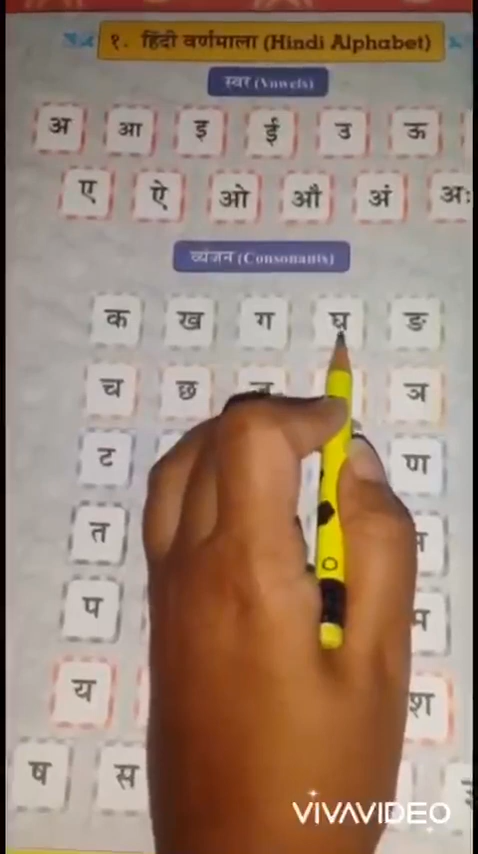 १. हिंदी वर्णमाला (Hindi Alphabet)
स्वर (Vowels)
अ आ इ ई उ ऊ
ए ऐ ओ औ अं अः
व्यंजन (Consonants)
क ख ग घ ङ
च छ ज ञ
ट ण
त
प म
य श
ष स
VIVAVIDEO